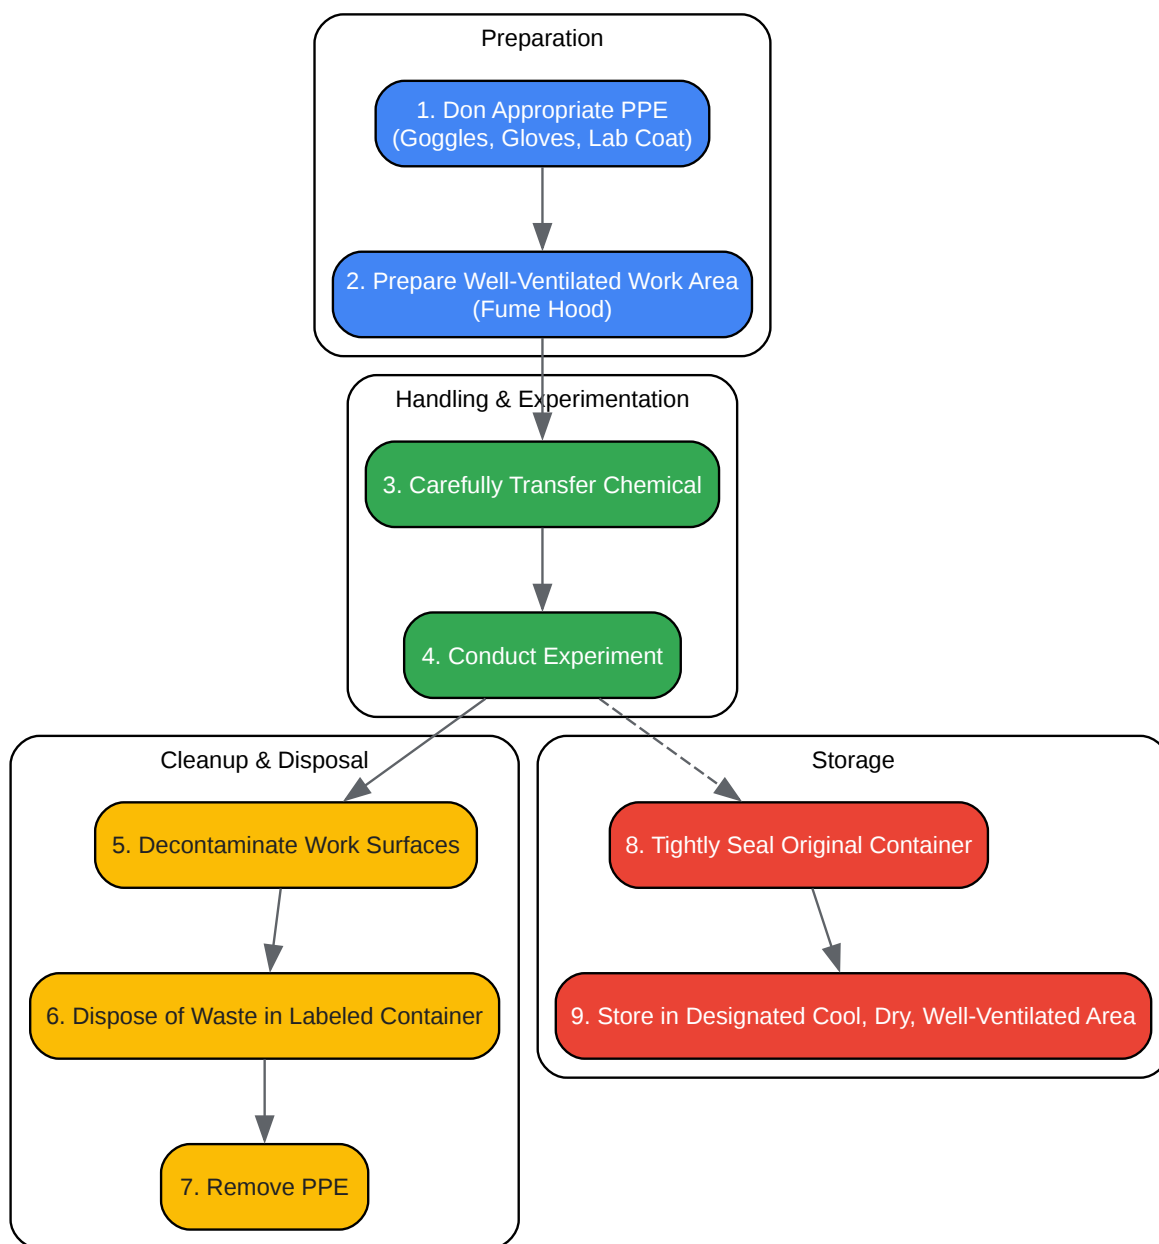 Preparation
1. Don Appropriate PPE
(Goggles, Gloves, Lab Coat)
2. Prepare Well-Ventilated Work Area
(Fume Hood)
Handling & Experimentation
3. Carefully Transfer Chemical
4. Conduct Experiment
Cleanup & Disposal
5. Decontaminate Work Surfaces
6. Dispose of Waste in Labeled Container
7. Remove PPE
Storage
8. Tightly Seal Original Container
9. Store in Designated Cool, Dry, Well-Ventilated Area